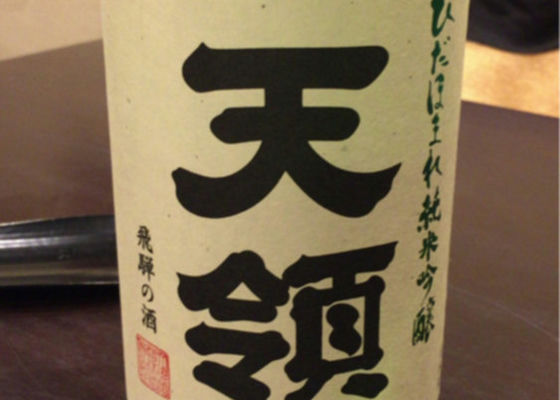 ひだほまれ純米吟醸
天領
飛騨の酒